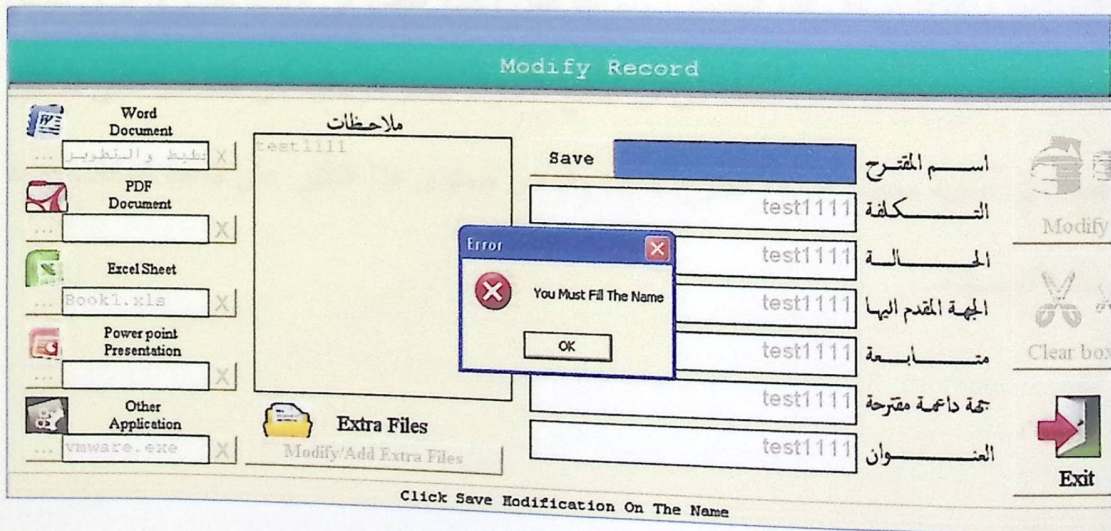 Modify Record
Word
Document
... X
PDF
Document
... X
Excel Sheet
... Book1.xls X
Power point
Presentation
... X
Other
Application
... vmware.exe X
ملاحظات
test1111
Extra Files
Modify/Add Extra Files
Save
اسم المقترح
test1111 التكلفة
test1111 الحالة
test1111 الجهة المقدم اليها
test1111 متابعة
test1111 جهة داعمة مقترحة
test1111 العنوان
Error
You Must Fill The Name
OK
Modify
Clear box
Exit
Click Save Modification On The Name